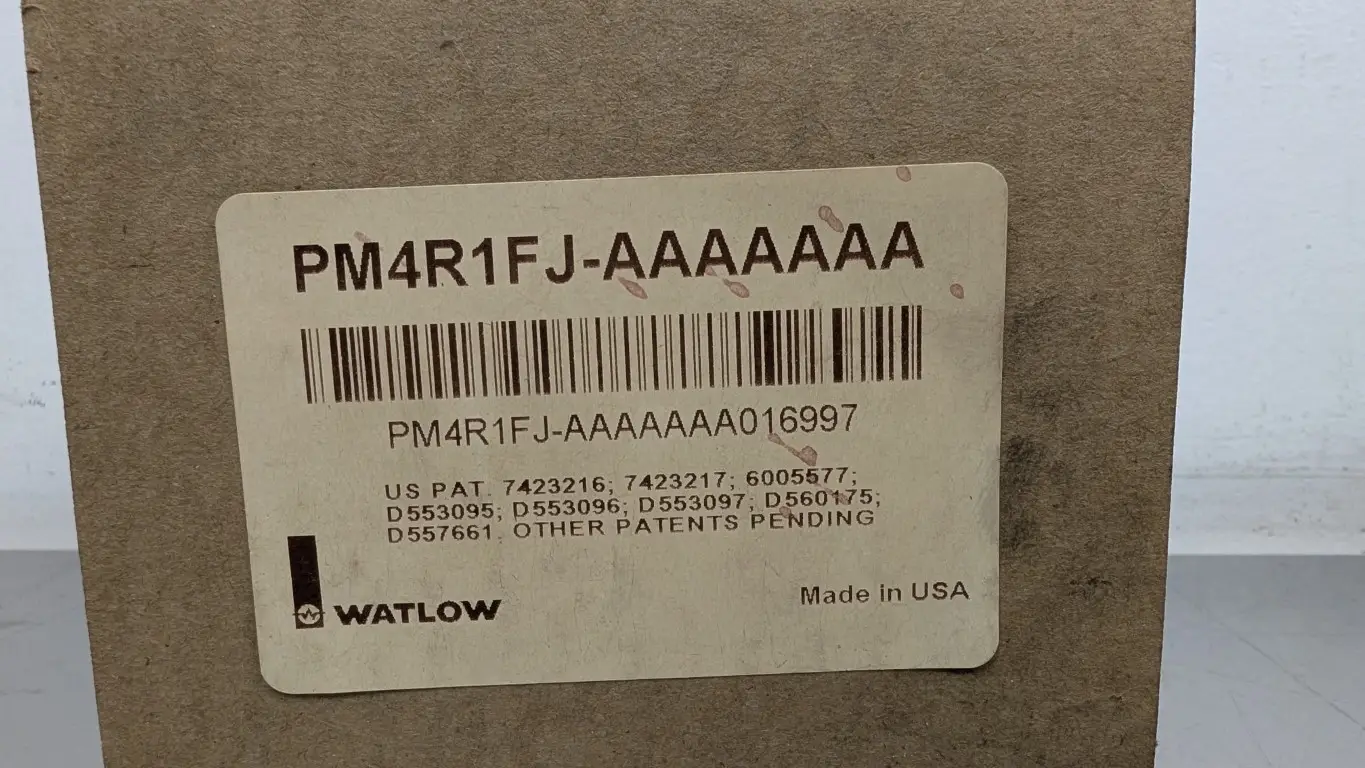 PM4R1FJ-AAAAAAA
PM4R1FJ-AAAAAAA016997
US PAT. 7423216; 7423217; 6005577;
D553095; D553096; D553097; D560175;
D557661. OTHER PATENTS PENDING
WATLOW
Made in USA